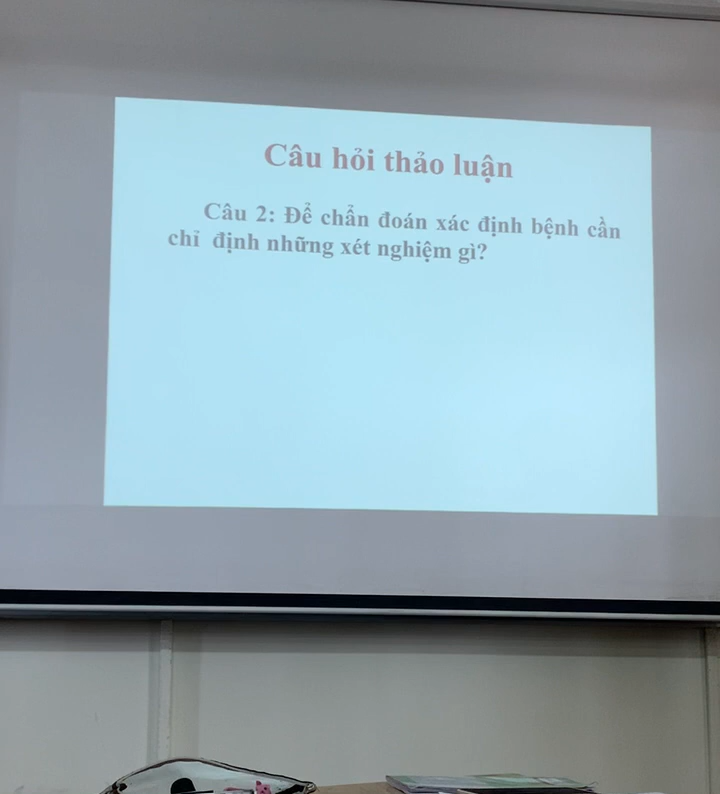 Câu hỏi thảo luận
Câu 2: Để chẩn đoán xác định bệnh cần
chỉ định những xét nghiệm gì?